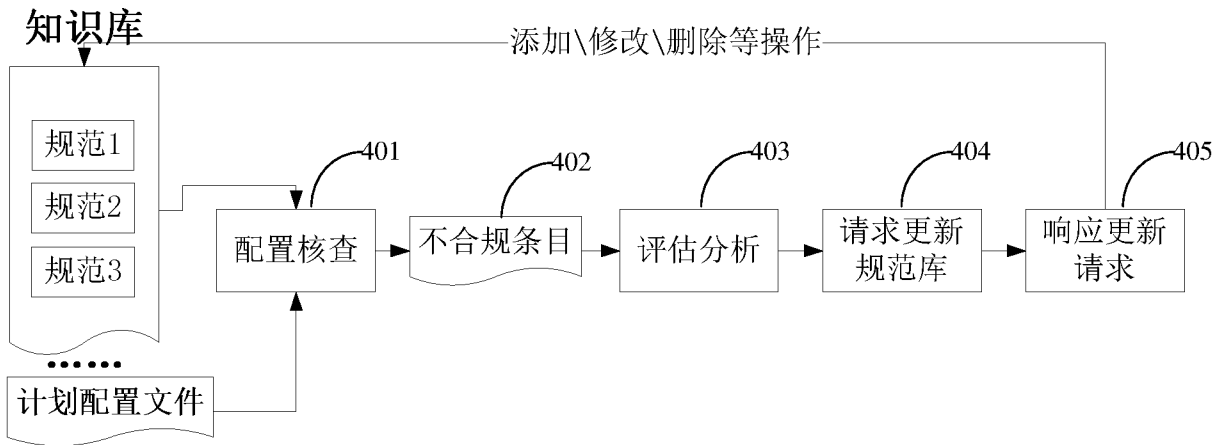 知识库
添加\修改\删除等操作
规范1
规范2
规范3
401
402
403
404
405
配置核查
不合规条目
评估分析
请求更新
规范库
响应更新
请求
......
计划配置文件